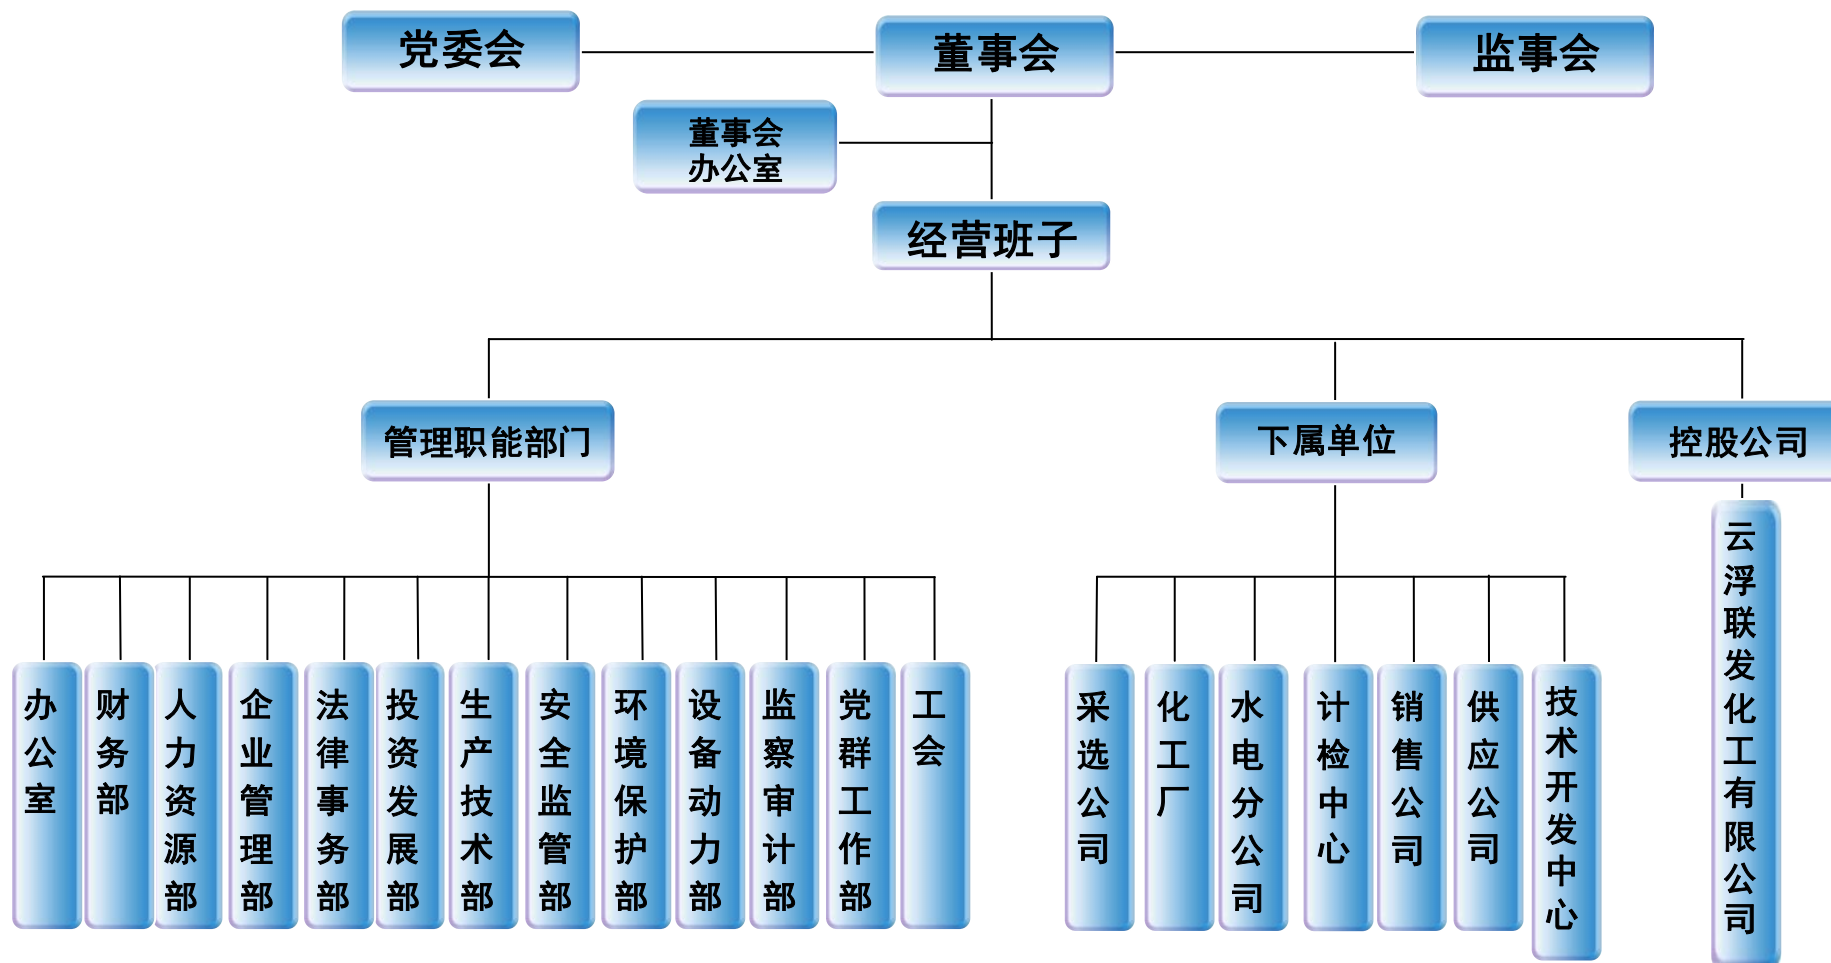 党委会
董事会
监事会
董事会
办公室
经营班子
管理职能部门
下属单位
控股公司
办公室
财务部
人力资源部
企业管理部
法律事务部
投资发展部
生产技术部
安全监管部
环境保护部
设备动力部
监察审计部
党群工作部
工会
采选公司
化工厂
水电分公司
计检中心
销售公司
供应公司
技术开发中心
云浮联发化工有限公司